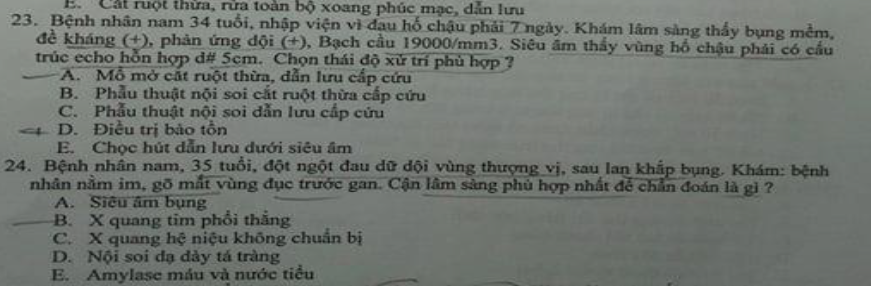 E. Cắt ruột thừa, rửa toàn bộ xoang phúc mạc, dẫn lưu
23. Bệnh nhân nam 34 tuổi, nhập viện vì đau hố chậu phải 7 ngày. Khám lâm sàng thấy bụng mềm,
đề kháng (+), phản ứng dội (+), Bạch cầu 19000/mm3. Siêu âm thấy vùng hố chậu phải có cấu
trúc echo hỗn hợp d# 5cm. Chọn thái độ xử trí phù hợp ?
A. Mổ mở cắt ruột thừa, dẫn lưu cấp cứu
B. Phẫu thuật nội soi cắt ruột thừa cấp cứu
C. Phẫu thuật nội soi dẫn lưu cấp cứu
D. Điều trị bảo tồn
E. Chọc hút dẫn lưu dưới siêu âm
24. Bệnh nhân nam, 35 tuổi, đột ngột đau dữ dội vùng thượng vị, sau lan khắp bụng. Khám: bệnh
nhân nằm im, gõ mất vùng đục trước gan. Cận lâm sàng phù hợp nhất để chẩn đoán là gì ?
A. Siêu âm bụng
B. X quang tim phổi thẳng
C. X quang hệ niệu không chuẩn bị
D. Nội soi dạ dày tá tràng
E. Amylase máu và nước tiểu